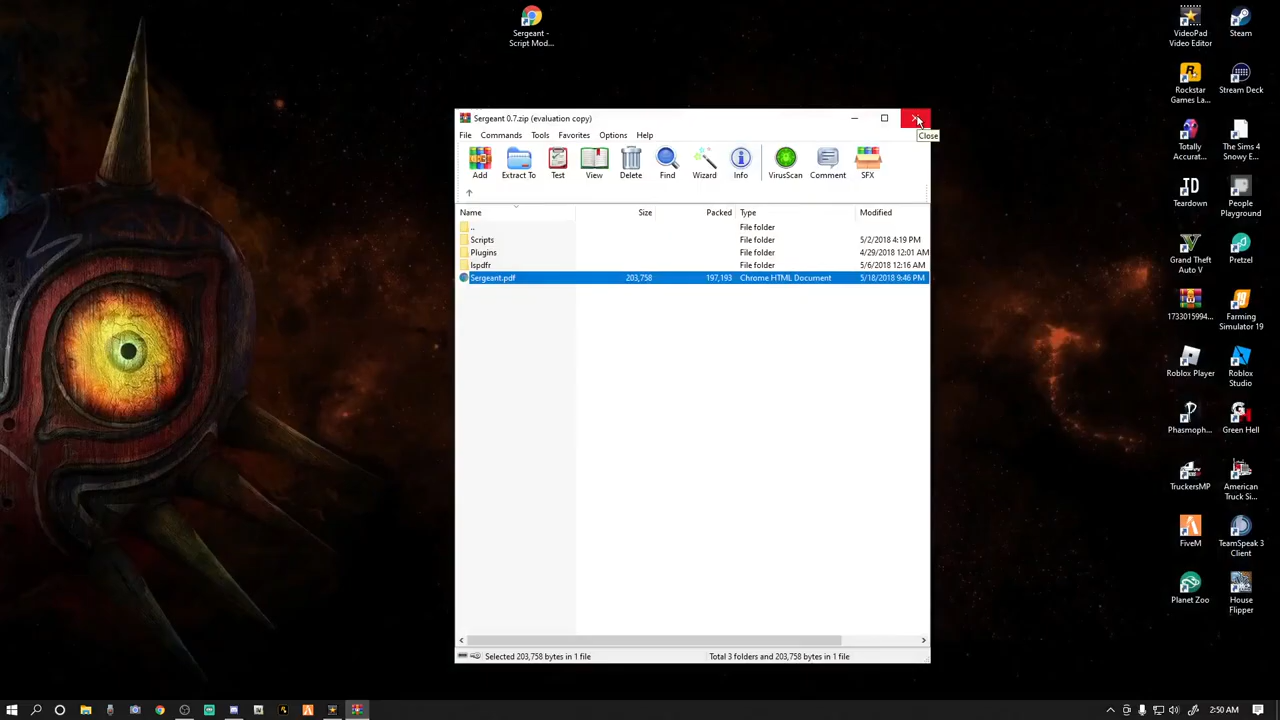 Sergeant -
Script Mod...
VideoPad
Video Editor
Steam
Rockstar
Games La...
Stream Deck
Totally
Accurat...
The Sims 4
Snowy E...
TD
Teardown
People
Playground
Grand Theft
Auto V
Pretzel
1733015994...
Farming
Simulator 19
Roblox Player
Roblox
Studio
Phasmoph...
Green Hell
TruckersMP
American
Truck Si...
FiveM
TeamSpeak 3
Client
Planet Zoo
House
Flipper
Sergeant 0.7.zip (evaluation copy)
Close
File Commands Tools Favorites Options Help
Add Extract To Test View Delete Find Wizard Info VirusScan Comment SFX
Name Size Packed Type Modified
.. File folder
Scripts File folder 5/2/2018 4:19 PM
Plugins File folder 4/29/2018 12:01 AM
lspdfr File folder 5/6/2018 12:16 AM
Sergeant.pdf 203,758 197,193 Chrome HTML Document 5/18/2018 9:46 PM
Selected 203,758 bytes in 1 file Total 3 folders and 203,758 bytes in 1 file
2:50 AM